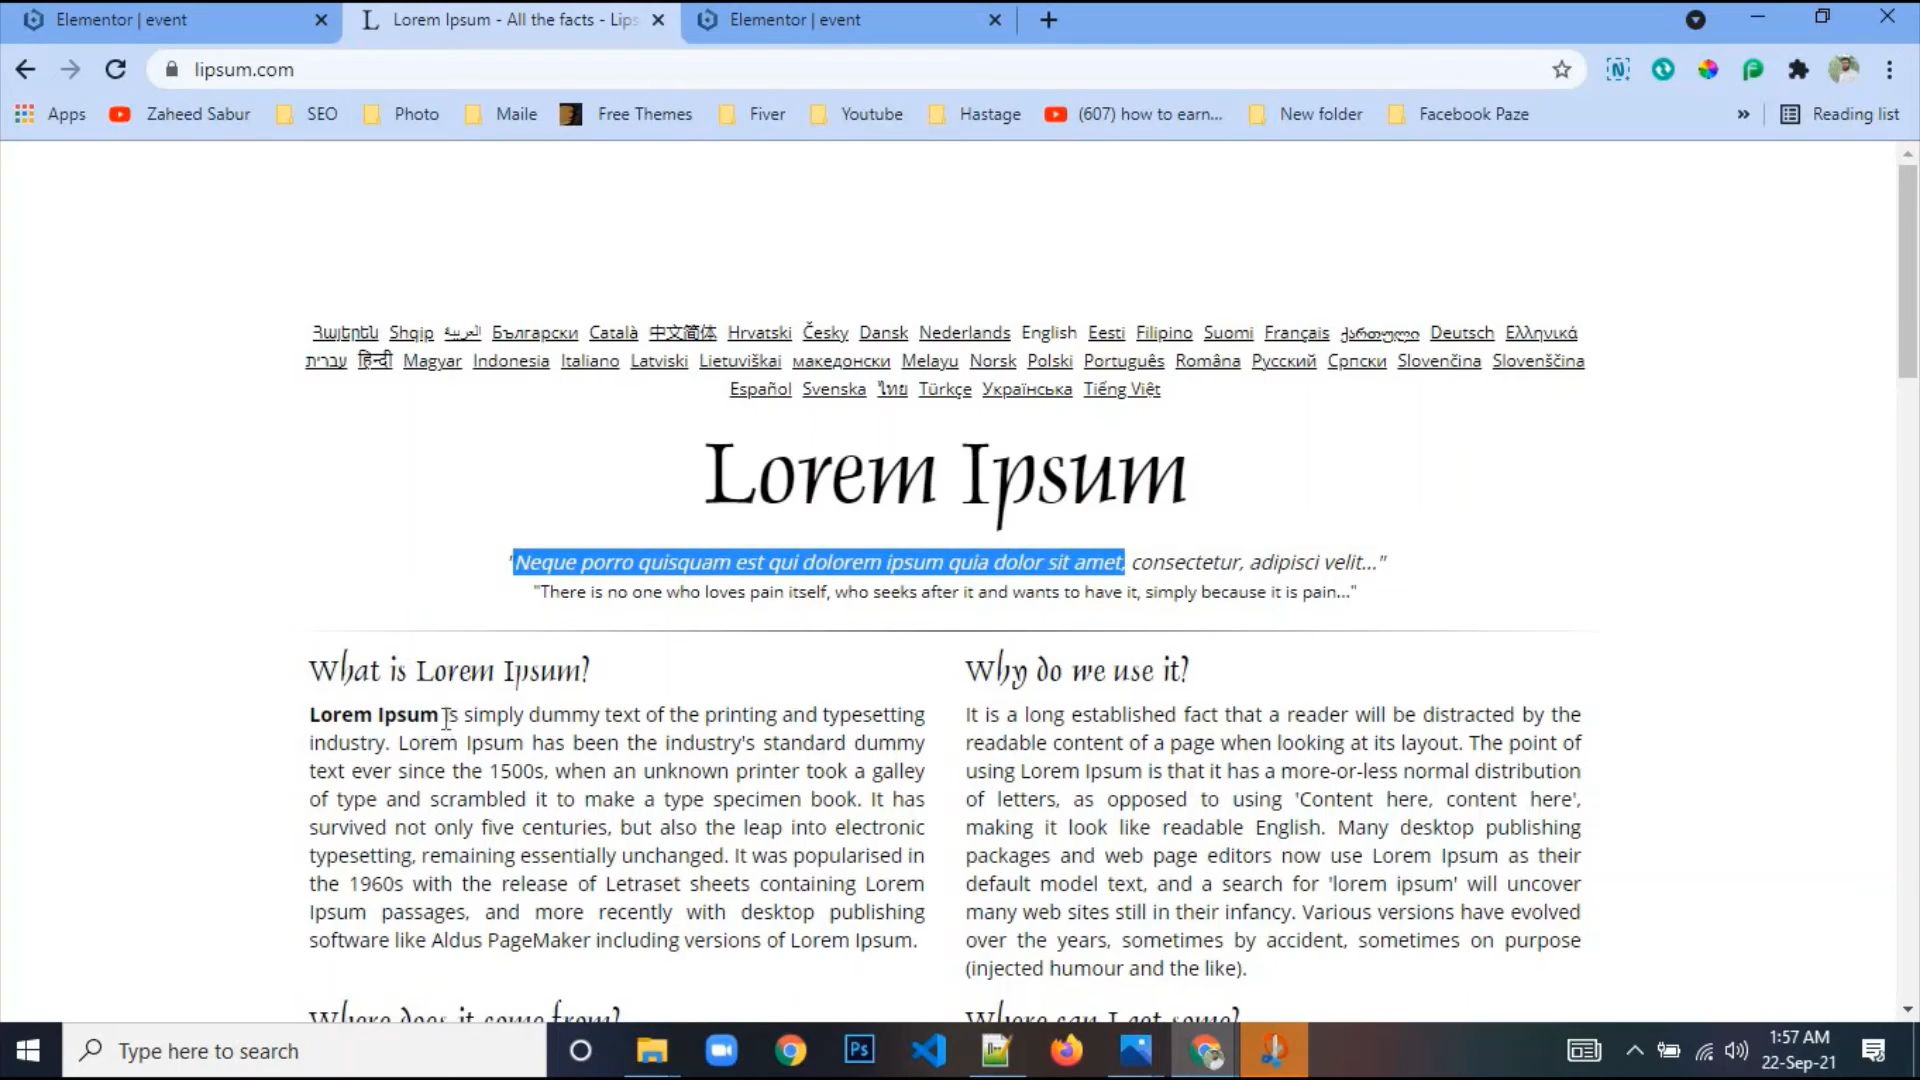 Elementor | event
Lorem Ipsum - All the facts - Lips
Elementor | event
lipsum.com
Apps
Zaheed Sabur
SEO
Photo
Maile
Free Themes
Fiver
Youtube
Hastage
(607) how to earn...
New folder
Facebook Paze
»
Reading list
Հայերեն Shqip العربية Български Català 中文简体 Hrvatski Česky Dansk Nederlands English Eesti Filipino Suomi Français ქართული Deutsch Ελληνικά
עברית हिन्दी Magyar Indonesia Italiano Latviski Lietuviškai македонски Melayu Norsk Polski Português Româna Русский Српски Slovenčina Slovenščina
Español Svenska ไทย Türkçe Українська Tiếng Việt
Lorem Ipsum
"Neque porro quisquam est qui dolorem ipsum quia dolor sit amet, consectetur, adipisci velit..."
"There is no one who loves pain itself, who seeks after it and wants to have it, simply because it is pain..."
What is Lorem Ipsum?
Lorem Ipsum is simply dummy text of the printing and typesetting
industry. Lorem Ipsum has been the industry's standard dummy
text ever since the 1500s, when an unknown printer took a galley
of type and scrambled it to make a type specimen book. It has
survived not only five centuries, but also the leap into electronic
typesetting, remaining essentially unchanged. It was popularised in
the 1960s with the release of Letraset sheets containing Lorem
Ipsum passages, and more recently with desktop publishing
software like Aldus PageMaker including versions of Lorem Ipsum.
Why do we use it?
It is a long established fact that a reader will be distracted by the
readable content of a page when looking at its layout. The point of
using Lorem Ipsum is that it has a more-or-less normal distribution
of letters, as opposed to using 'Content here, content here',
making it look like readable English. Many desktop publishing
packages and web page editors now use Lorem Ipsum as their
default model text, and a search for 'lorem ipsum' will uncover
many web sites still in their infancy. Various versions have evolved
over the years, sometimes by accident, sometimes on purpose
(injected humour and the like).
Where does it come from?
Where can I get some?
Type here to search
Ps
1:57 AM
22-Sep-21